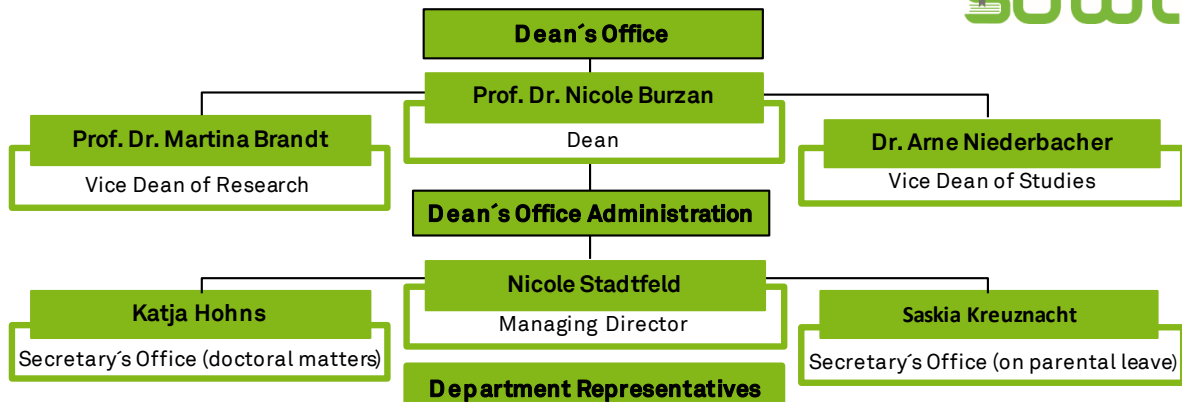 Dean´s Office
Prof. Dr. Nicole Burzan
Dean
Prof. Dr. Martina Brandt
Vice Dean of Research
Dr. Arne Niederbacher
Vice Dean of Studies
Dean´s Office Administration
Nicole Stadtfeld
Managing Director
Katja Hohns
Secretary´s Office (doctoral matters)
Saskia Kreuznacht
Secretary´s Office (on parental leave)
Department Representatives